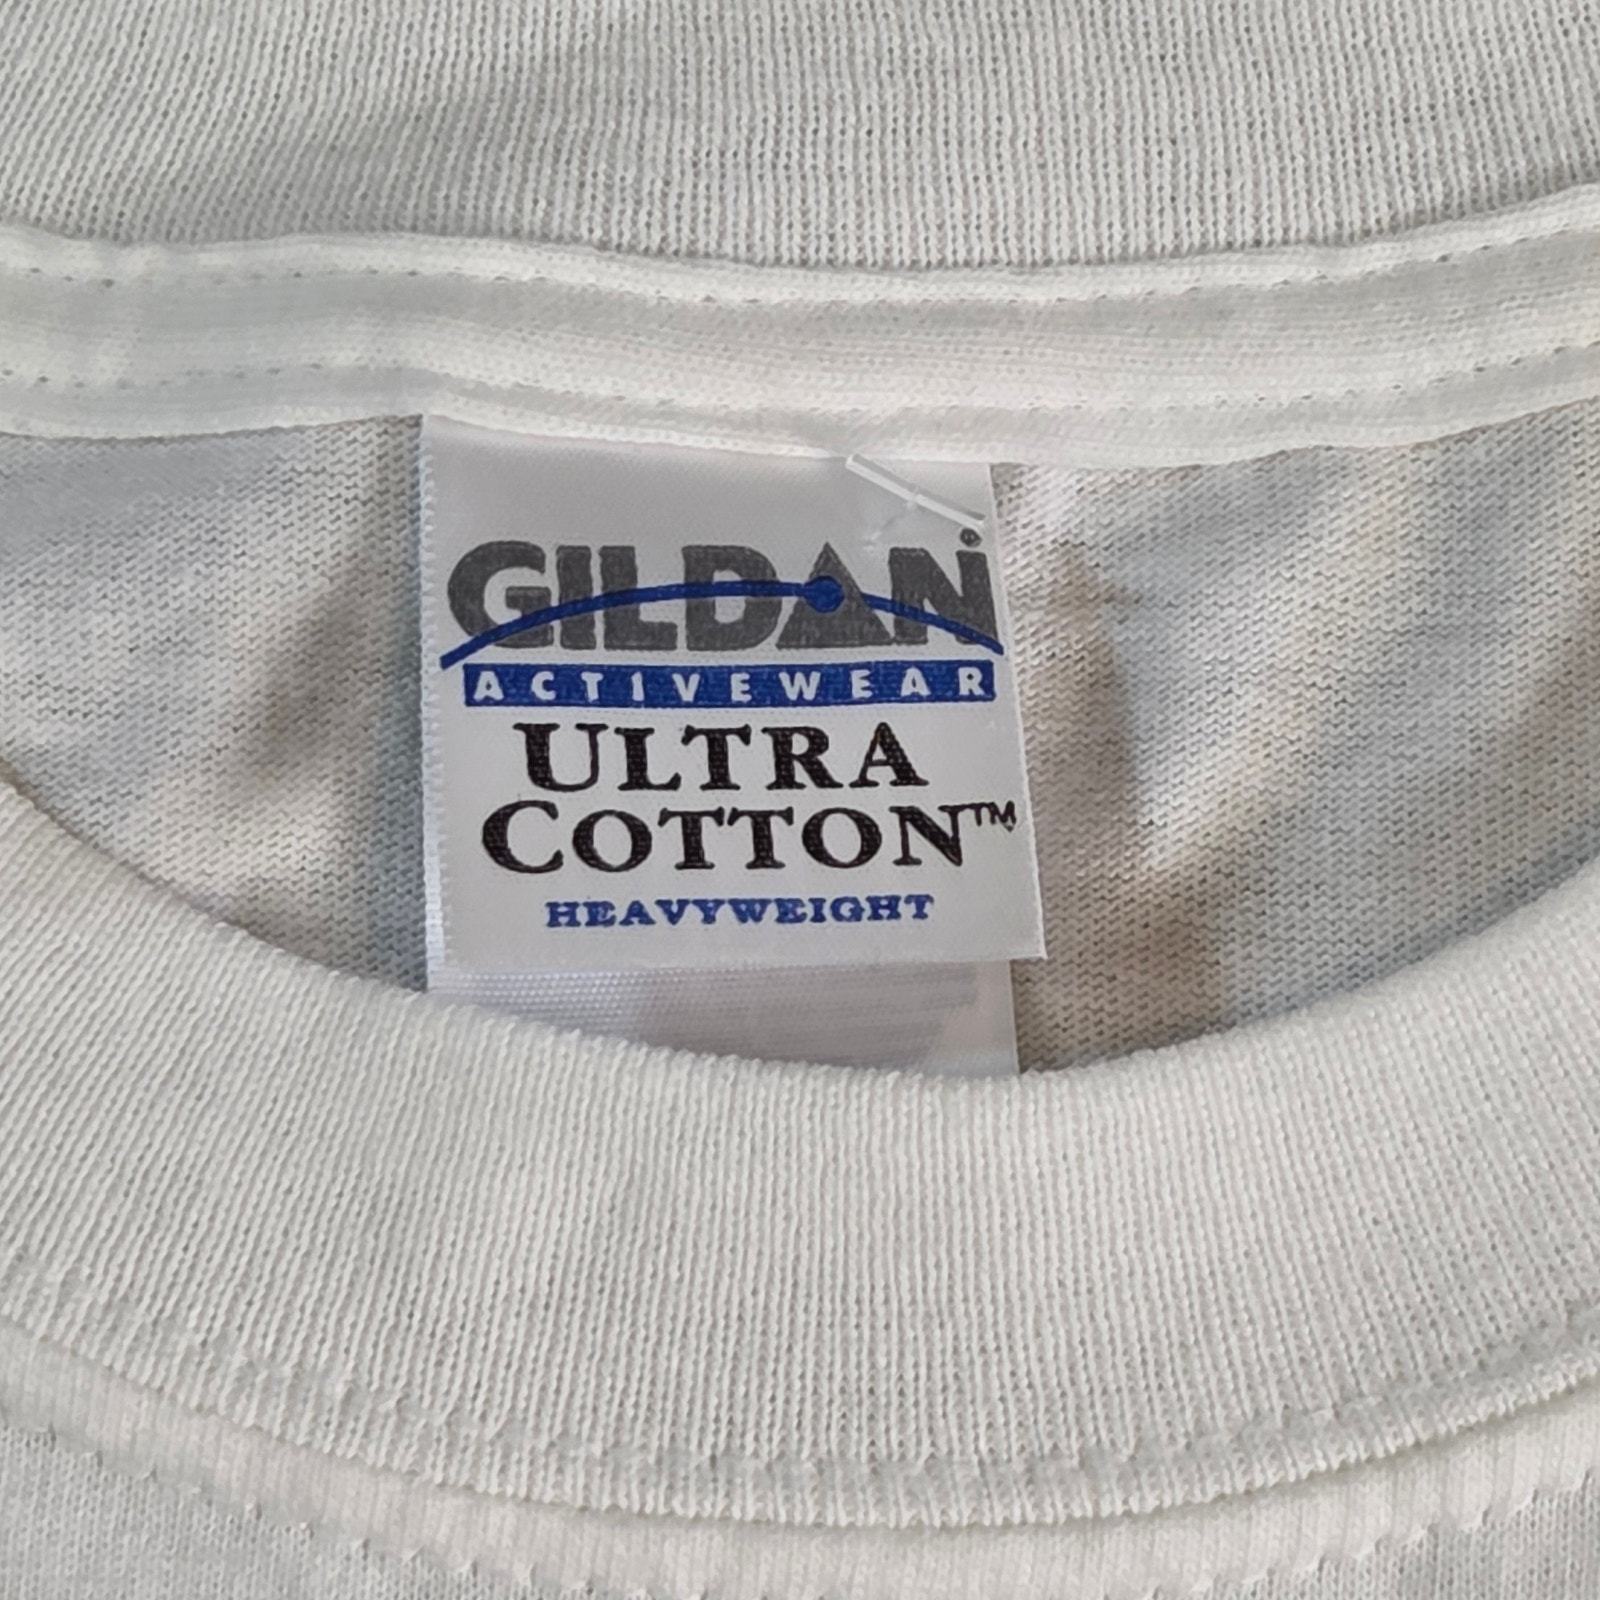 GILDAN®
ACTIVEWEAR
ULTRA
COTTON™
HEAVYWEIGHT